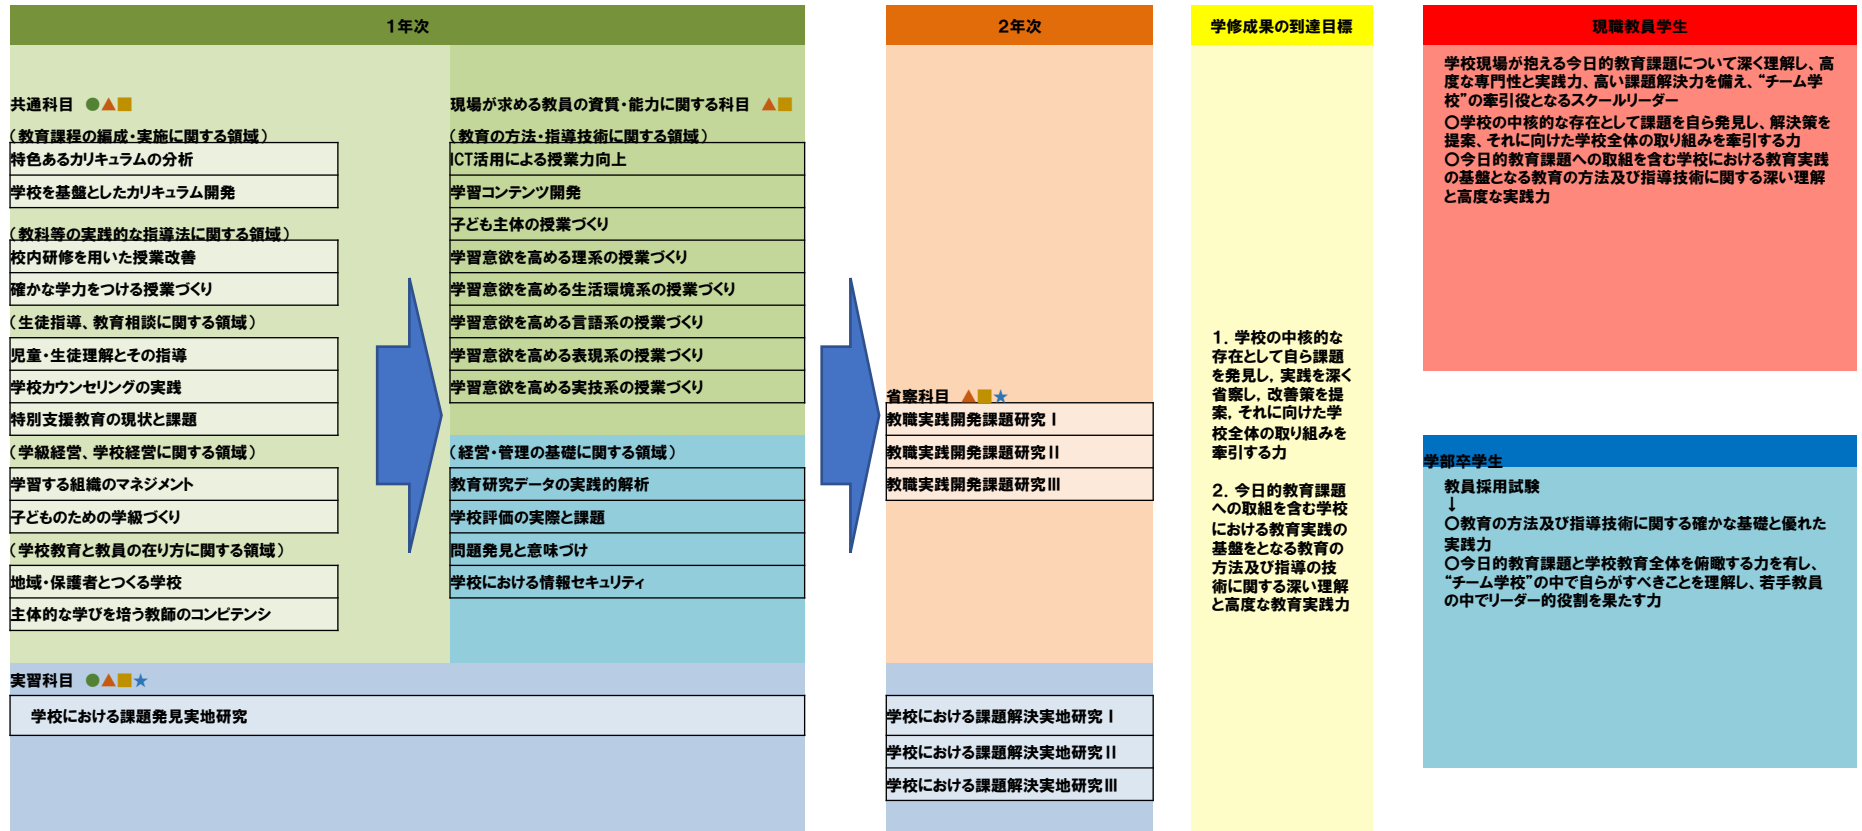 1年次
共通科目 ●▲■
（教育課程の編成・実施に関する領域）
特色あるカリキュラムの分析
学校を基盤としたカリキュラム開発
（教科等の実践的な指導法に関する領域）
校内研修を用いた授業改善
確かな学力をつける授業づくり
（生徒指導、教育相談に関する領域）
児童・生徒理解とその指導
学校カウンセリングの実践
特別支援教育の現状と課題
（学級経営、学校経営に関する領域）
学習する組織のマネジメント
子どものための学級づくり
（学校教育と教員の在り方に関する領域）
地域・保護者とつくる学校
主体的な学びを培う教師のコンピテンシ
現場が求める教員の資質・能力に関する科目 ▲■
（教育の方法・指導技術に関する領域）
ICT活用による授業力向上
学習コンテンツ開発
子ども主体の授業づくり
学習意欲を高める理系の授業づくり
学習意欲を高める生活環境系の授業づくり
学習意欲を高める言語系の授業づくり
学習意欲を高める表現系の授業づくり
学習意欲を高める実技系の授業づくり
（経営・管理の基礎に関する領域）
教育研究データの実践的解析
学校評価の実際と課題
問題発見と意味づけ
学校における情報セキュリティ
実習科目 ●▲■★
学校における課題発見実地研究
2年次
省察科目 ▲■★
教職実践開発課題研究Ⅰ
教職実践開発課題研究Ⅱ
教職実践開発課題研究Ⅲ
学校における課題解決実地研究Ⅰ
学校における課題解決実地研究Ⅱ
学校における課題解決実地研究Ⅲ
学修成果の到達目標
1．学校の中核的な
存在として自ら課題
を発見し，実践を深く
省察し，改善策を提
案，それに向けた学
校全体の取り組みを
牽引する力
2．今日的教育課題
への取組を含む学校
における教育実践の
基盤をとなる教育の
方法及び指導の技
術に関する深い理解
と高度な教育実践力
現職教員学生
学校現場が抱える今日的教育課題について深く理解し、高
度な専門性と実践力、高い課題解決力を備え、“チーム学
校”の牽引役となるスクールリーダー
○学校の中核的な存在として課題を自ら発見し、解決策を
提案、それに向けた学校全体の取り組みを牽引する力
○今日的教育課題への取組を含む学校における教育実践
の基盤となる教育の方法及び指導技術に関する深い理解
と高度な実践力
学部卒学生
教員採用試験
↓
○教育の方法及び指導技術に関する確かな基礎と優れた
実践力
○今日的教育課題と学校教育全体を俯瞰する力を有し、
“チーム学校”の中で自らがすべきことを理解し、若手教員
の中でリーダー的役割を果たす力